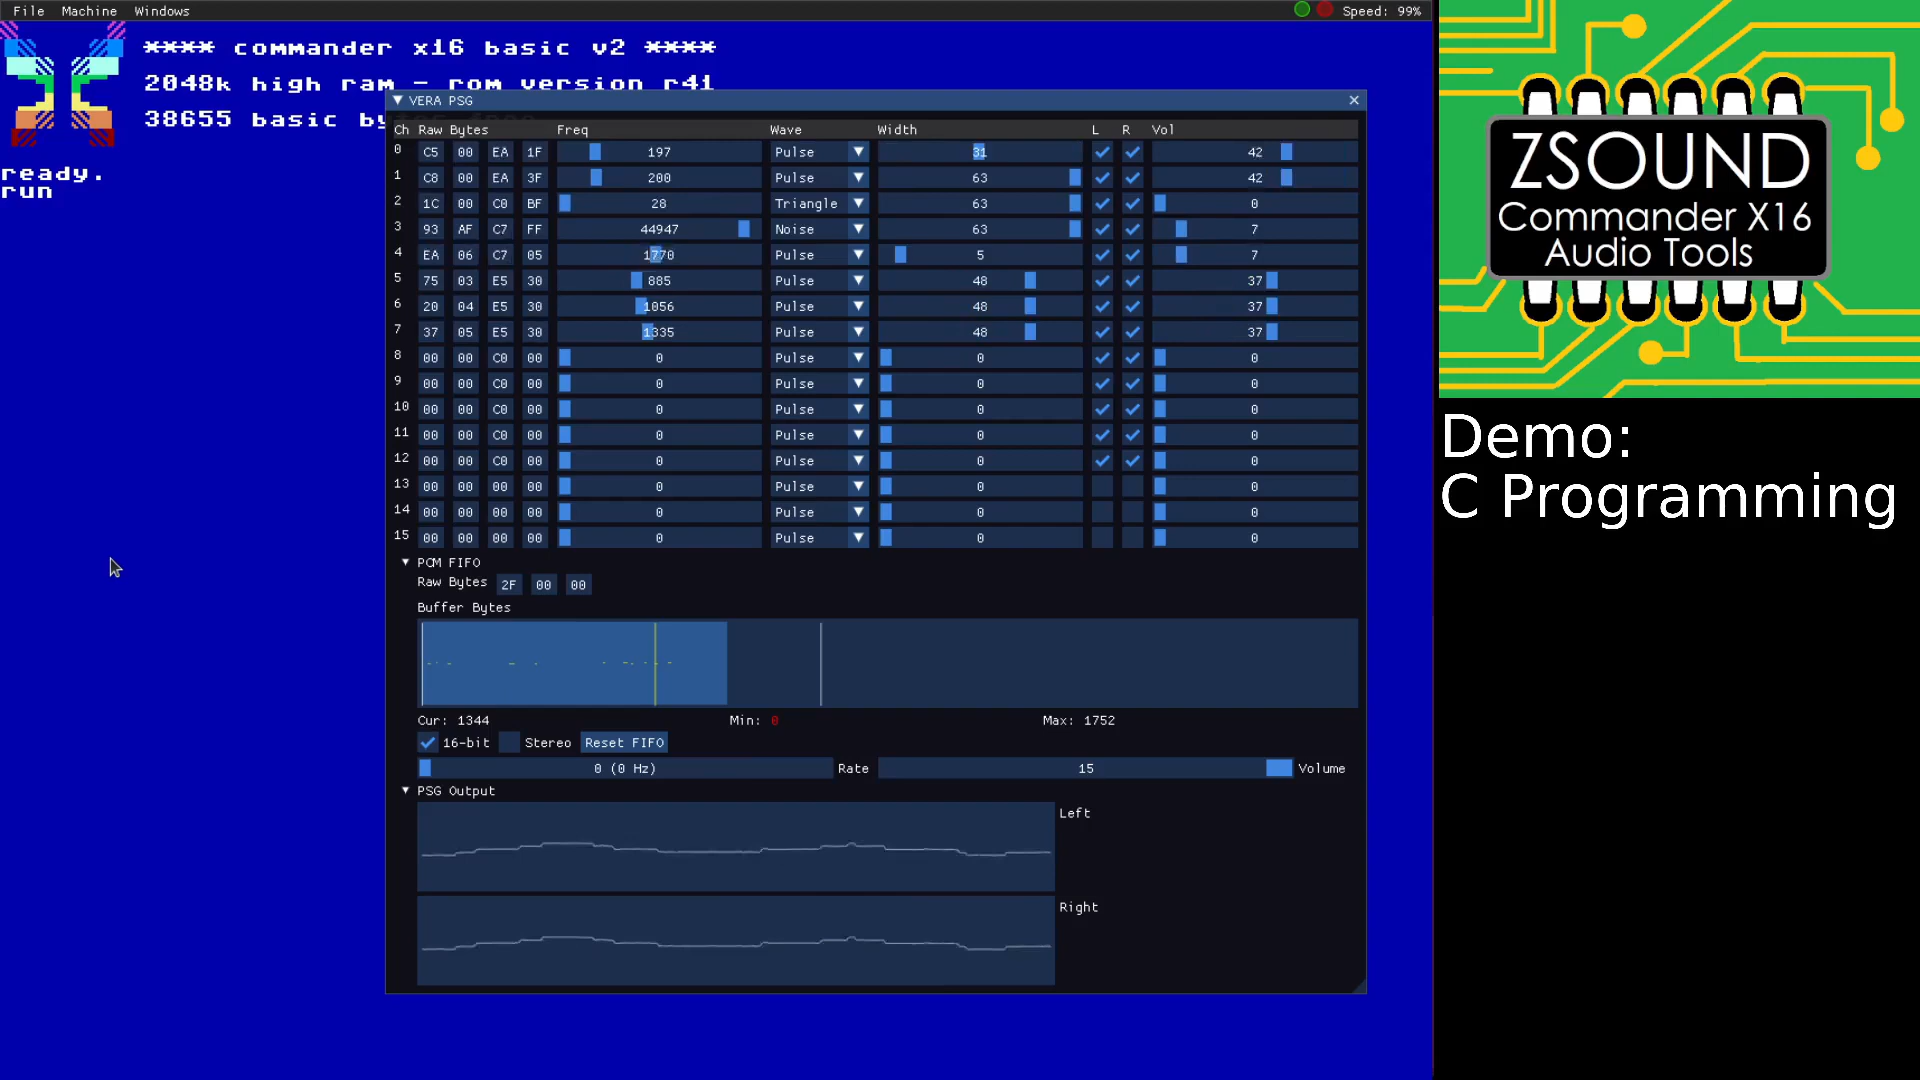 File Machine Windows Speed: 99%
**** commander x16 basic v2 ****
2048k high ram - rom version r41
38655 basic by
ready.
run
VERA PSG
Ch Raw Bytes Freq Wave Width L R Vol
0 C5 00 EA 1F 197 Pulse 31 42
1 C8 00 EA 3F 200 Pulse 63 42
2 1C 00 C0 BF 28 Triangle 63 0
3 93 AF C7 FF 44947 Noise 63 7
4 EA 06 C7 05 1770 Pulse 5 7
5 75 03 E5 30 885 Pulse 48 37
6 20 04 E5 30 1056 Pulse 48 37
7 37 05 E5 30 1335 Pulse 48 37
8 00 00 C0 00 0 Pulse 0 0
9 00 00 C0 00 0 Pulse 0 0
10 00 00 C0 00 0 Pulse 0 0
11 00 00 C0 00 0 Pulse 0 0
12 00 00 C0 00 0 Pulse 0 0
13 00 00 00 00 0 Pulse 0 0
14 00 00 00 00 0 Pulse 0 0
15 00 00 00 00 0 Pulse 0 0
PCM FIFO
Raw Bytes 2F 00 00
Buffer Bytes
Cur: 1344 Min: 0 Max: 1752
16-bit Stereo Reset FIFO
0 (0 Hz) Rate 15 Volume
PSG Output
Left
Right
ZSOUND
Commander X16
Audio Tools
Demo:
C Programming